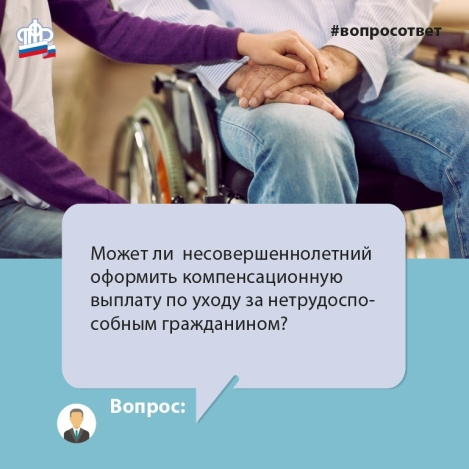 #вопросответ
Может ли несовершеннолетний
оформить компенсационную
выплату по уходу за нетрудоспо-
собным гражданином?
Вопрос: